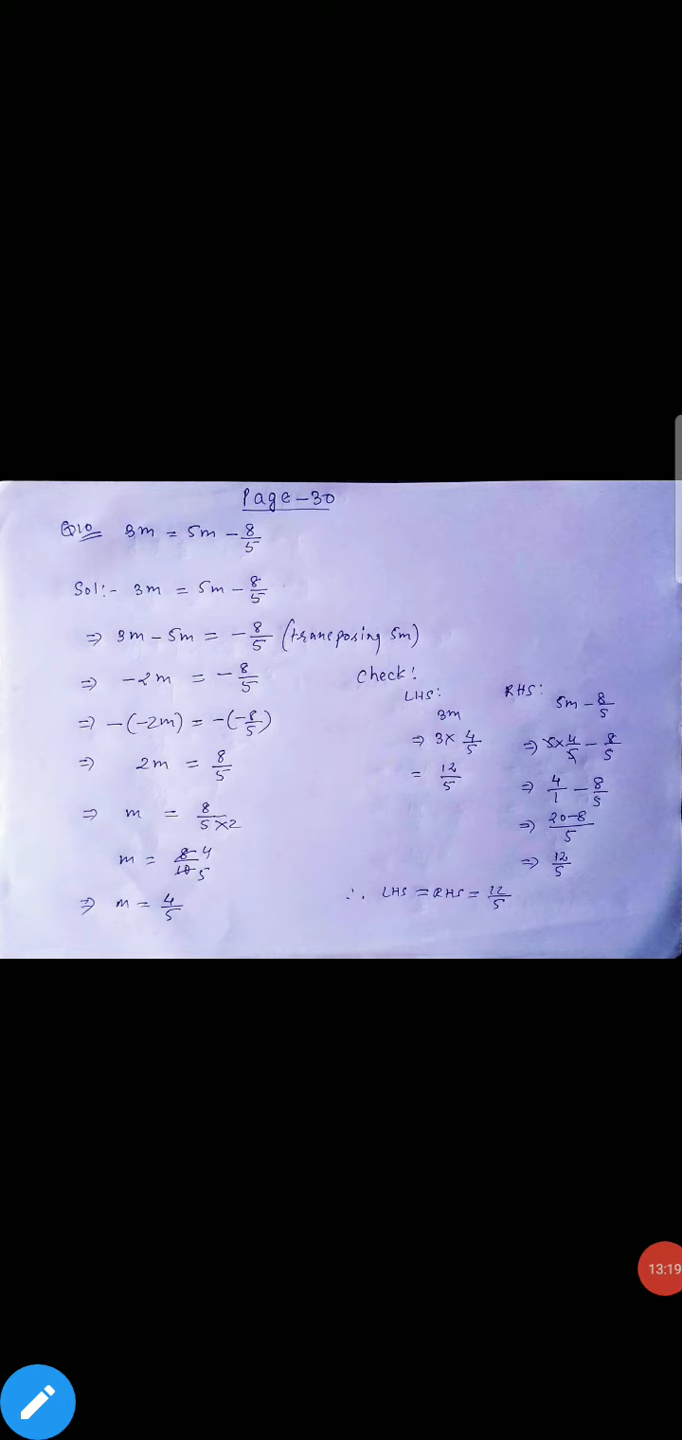 Page-30
Q10 3m = 5m - 8/5
Sol:- 3m = 5m - 8/5
⇒ 3m - 5m = -8/5 (transposing 5m)
⇒ -2m = -8/5
⇒ -(-2m) = -(-8/5)
⇒ 2m = 8/5
⇒ m = 8/5×2
m = 8/10 4/5
⇒ m = 4/5
Check!
LHS:
3m
⇒ 3× 4/5
= 12/5
RHS:
5m - 8/5
⇒ 5×4/5 - 8/5
⇒ 4/1 - 8/5
⇒ 20-8/5
⇒ 12/5
∴ LHS = RHS = 12/5
13:19